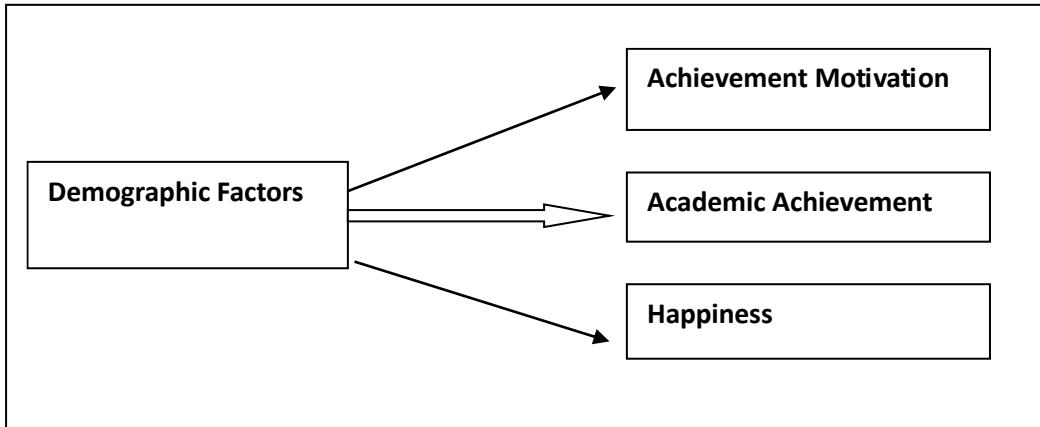 Achievement Motivation
Demographic Factors
Academic Achievement
Happiness